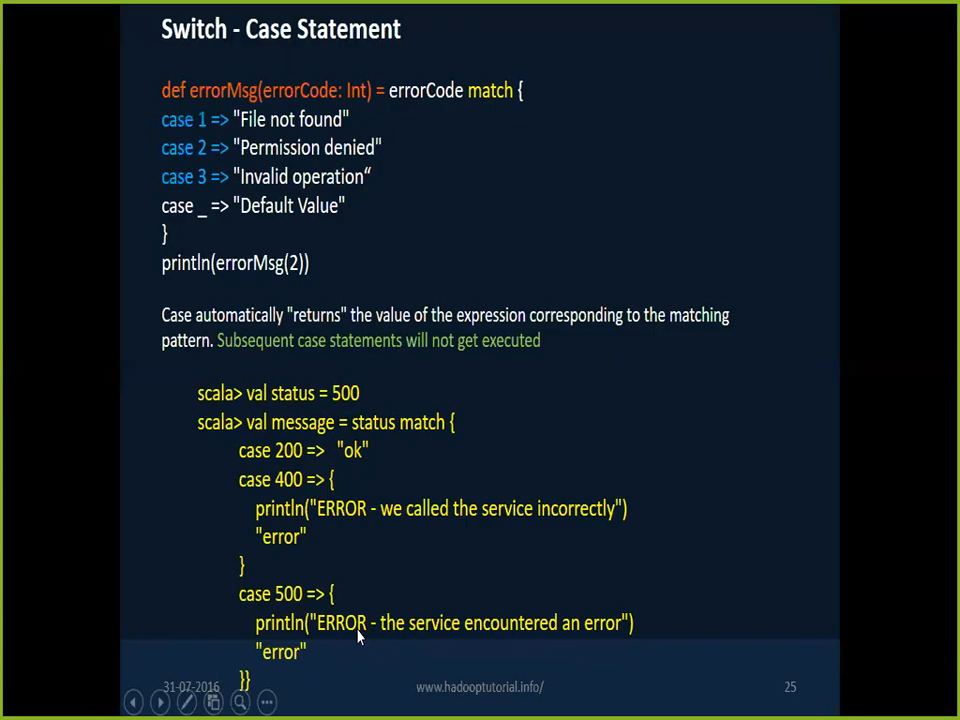 Switch - Case Statement
def errorMsg(errorCode: Int) = errorCode match {
case 1 => "File not found"
case 2 => "Permission denied"
case 3 => "Invalid operation“
case _ => "Default Value"
}
println(errorMsg(2))
Case automatically "returns" the value of the expression corresponding to the matching
pattern. Subsequent case statements will not get executed
scala> val status = 500
scala> val message = status match {
case 200 => "ok"
case 400 => {
println("ERROR - we called the service incorrectly")
"error"
}
case 500 => {
println("ERROR - the service encountered an error")
"error"
}}
31-07-2016 www.hadooptutorial.info/ 25